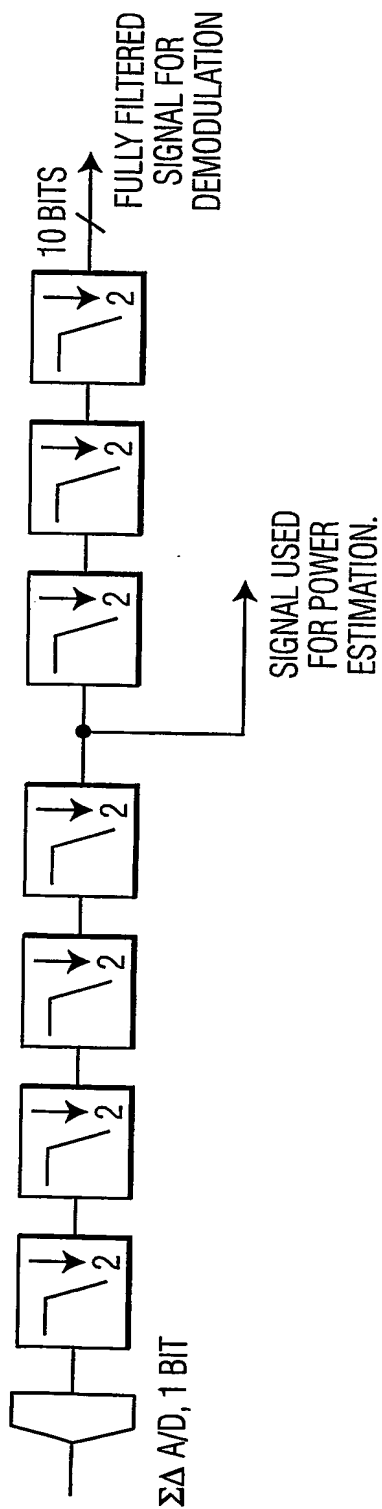 ΣΔ A/D, 1 BIT
2
2
2
2
SIGNAL USED
FOR POWER
ESTIMATION.
2
2
2
10 BITS
FULLY FILTERED
SIGNAL FOR
DEMODULATION